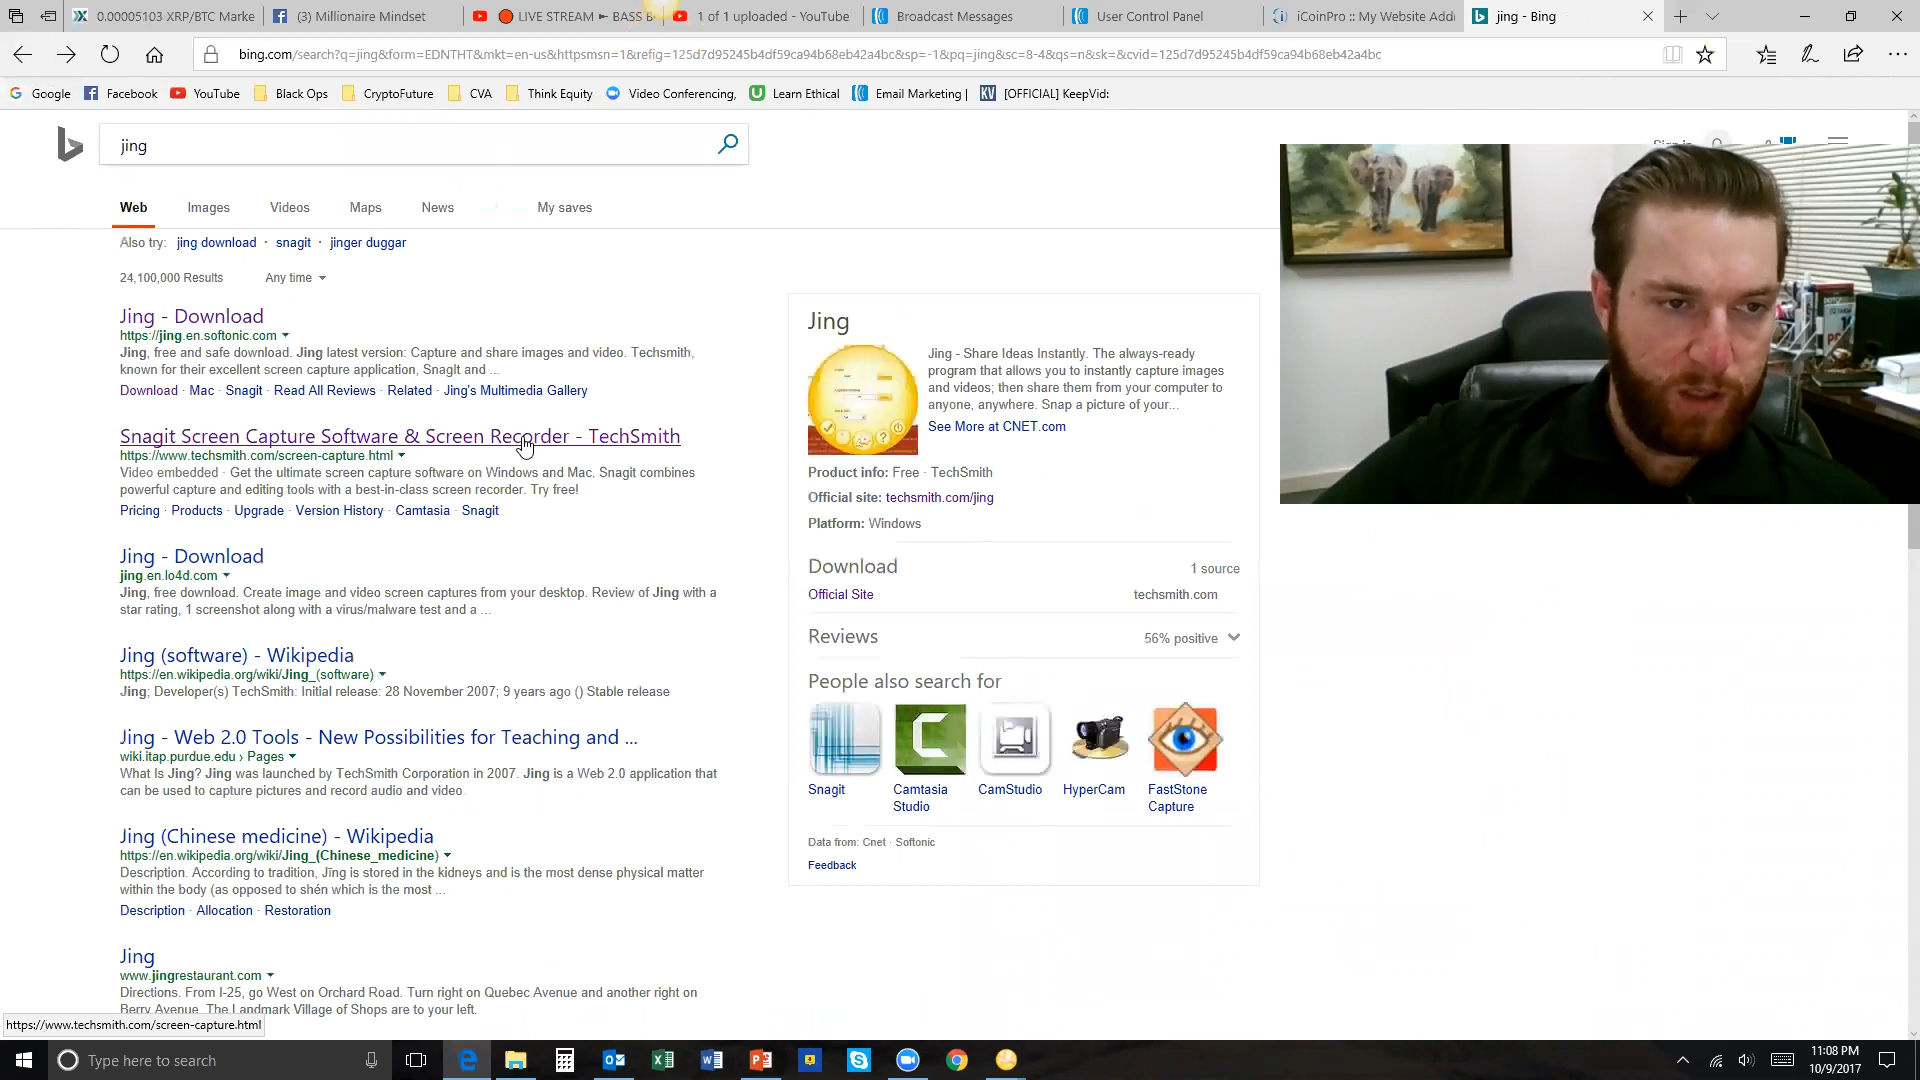 0.00005103 XRP/BTC Marke
(3) Millionaire Mindset
LIVE STREAM ► BASS B
1 of 1 uploaded - YouTube
Broadcast Messages
User Control Panel
iCoinPro :: My Website Add
jing - Bing
bing.com/search?q=jing&form=EDNTHT&mkt=en-us&httpsmsn=1&refig=125d7d95245b4df59ca94b68eb42a4bc&sp=-1&pq=jing&sc=8-4&qs=n&sk=&cvid=125d7d95245b4df59ca94b68eb42a4bc
Google Facebook YouTube Black Ops CryptoFuture CVA Think Equity Video Conferencing, Learn Ethical Email Marketing | [OFFICIAL] KeepVid:
jing
Sign in
Web Images Videos Maps News My saves
Also try: jing download · snagit · jinger duggar
24,100,000 Results Any time
Jing - Download
https://jing.en.softonic.com
Jing, free and safe download. Jing latest version: Capture and share images and video. Techsmith,
known for their excellent screen capture application, SnagIt and ...
Download · Mac · Snagit · Read All Reviews · Related · Jing's Multimedia Gallery
Snagit Screen Capture Software & Screen Recorder - TechSmith
https://www.techsmith.com/screen-capture.html
Video embedded · Get the ultimate screen capture software on Windows and Mac. Snagit combines
powerful capture and editing tools with a best-in-class screen recorder. Try free!
Pricing · Products · Upgrade · Version History · Camtasia · Snagit
Jing - Download
jing.en.lo4d.com
Jing, free download. Create image and video screen captures from your desktop. Review of Jing with a
star rating, 1 screenshot along with a virus/malware test and a ...
Jing (software) - Wikipedia
https://en.wikipedia.org/wiki/Jing_(software)
Jing; Developer(s) TechSmith: Initial release: 28 November 2007; 9 years ago () Stable release
Jing - Web 2.0 Tools - New Possibilities for Teaching and ...
wiki.itap.purdue.edu › Pages
What Is Jing? Jing was launched by TechSmith Corporation in 2007. Jing is a Web 2.0 application that
can be used to capture pictures and record audio and video.
Jing (Chinese medicine) - Wikipedia
https://en.wikipedia.org/wiki/Jing_(Chinese_medicine)
Description. According to tradition, Jīng is stored in the kidneys and is the most dense physical matter
within the body (as opposed to shén which is the most ...
Description · Allocation · Restoration
Jing
www.jingrestaurant.com
Directions. From I-25, go West on Orchard Road. Turn right on Quebec Avenue and another right on
Berry Avenue. The Landmark Village of Shops are to your left.
https://www.techsmith.com/screen-capture.html
Jing
Jing - Share Ideas Instantly. The always-ready
program that allows you to instantly capture images
and videos; then share them from your computer to
anyone, anywhere. Snap a picture of your...
See More at CNET.com
Product info: Free · TechSmith
Official site: techsmith.com/jing
Platform: Windows
Download 1 source
Official Site techsmith.com
Reviews 56% positive
People also search for
Snagit
Camtasia
Studio
CamStudio
HyperCam
FastStone
Capture
Data from: Cnet · Softonic
Feedback
Type here to search
11:08 PM
10/9/2017